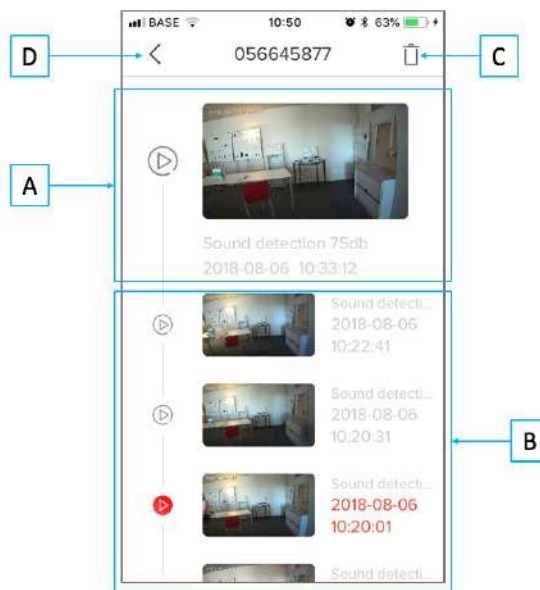 BASE 10:50 63%
D 056645877 C
A
Sound detection 75db
2018-08-06 10:33:12
Sound detecti...
2018-08-06
10:22:41
Sound detecti...
2018-08-06
10:20:31
B
Sound detecti...
2018-08-06
10:20:01
Sound detecti...